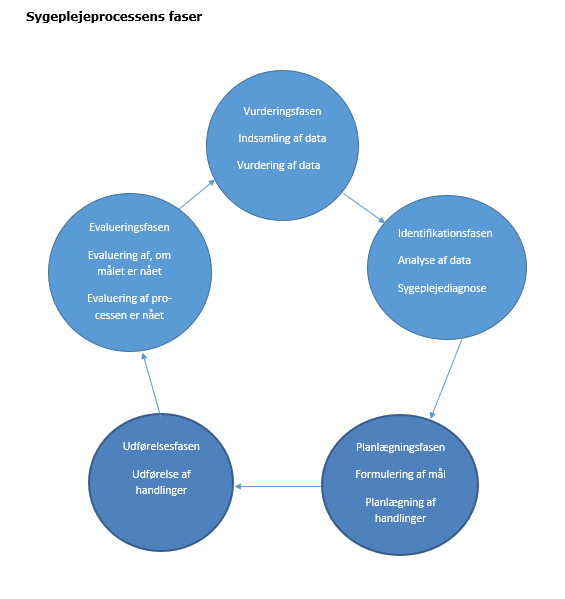 Sygeplejeprocessens faser
Vurderingsfasen
Indsamling af data
Vurdering af data
Identifikationsfasen
Analyse af data
Sygeplejediagnose
Planlægningsfasen
Formulering af mål
Planlægning af
handlinger
Udførelsesfasen
Udførelse af
handlinger
Evalueringsfasen
Evaluering af, om
målet er nået
Evaluering af pro-
cessen er nået